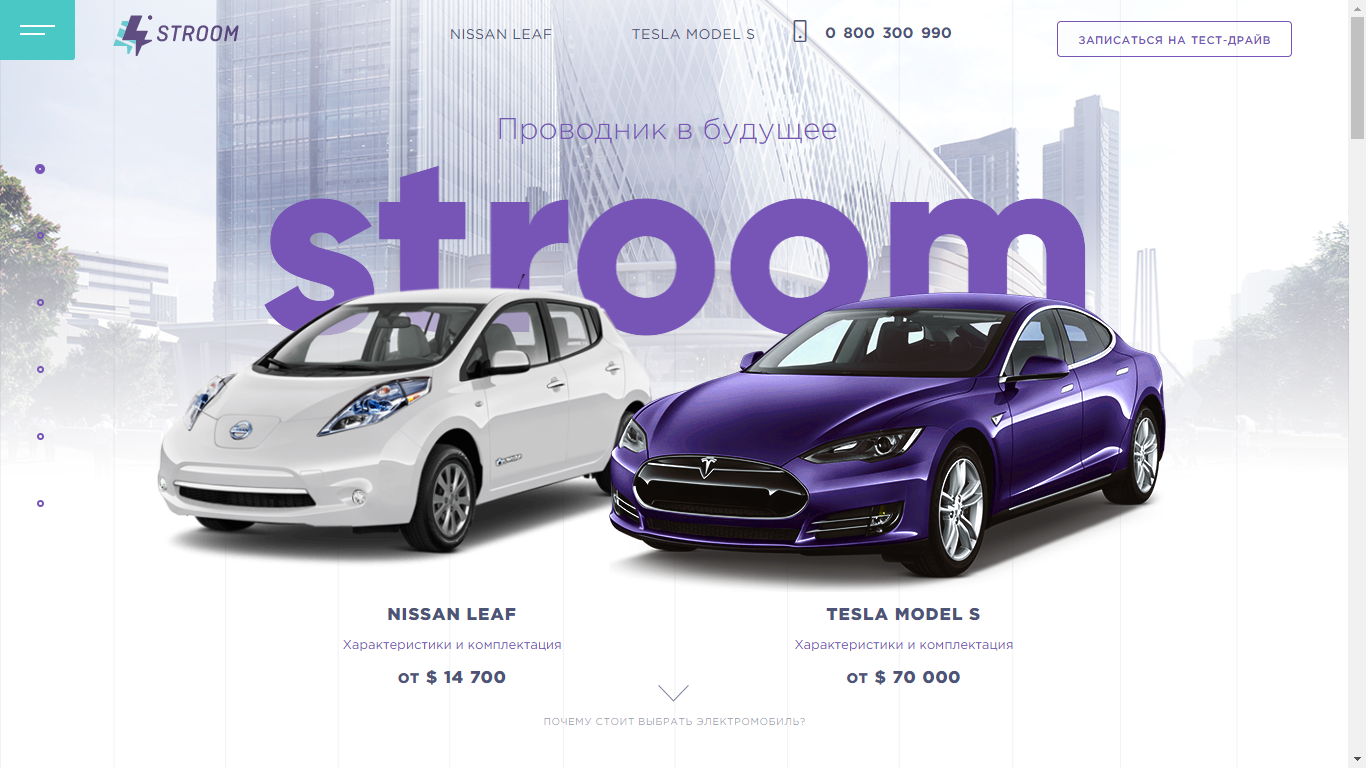 STROOM
NISSAN LEAF
TESLA MODEL S
0 800 300 990
ЗАПИСАТЬСЯ НА ТЕСТ-ДРАЙВ
Проводник в будущее
stroom
NISSAN LEAF
Характеристики и комплектация
от $ 14 700
TESLA MODEL S
Характеристики и комплектация
от $ 70 000
ПОЧЕМУ СТОИТ ВЫБРАТЬ ЭЛЕКТРОМОБИЛЬ?